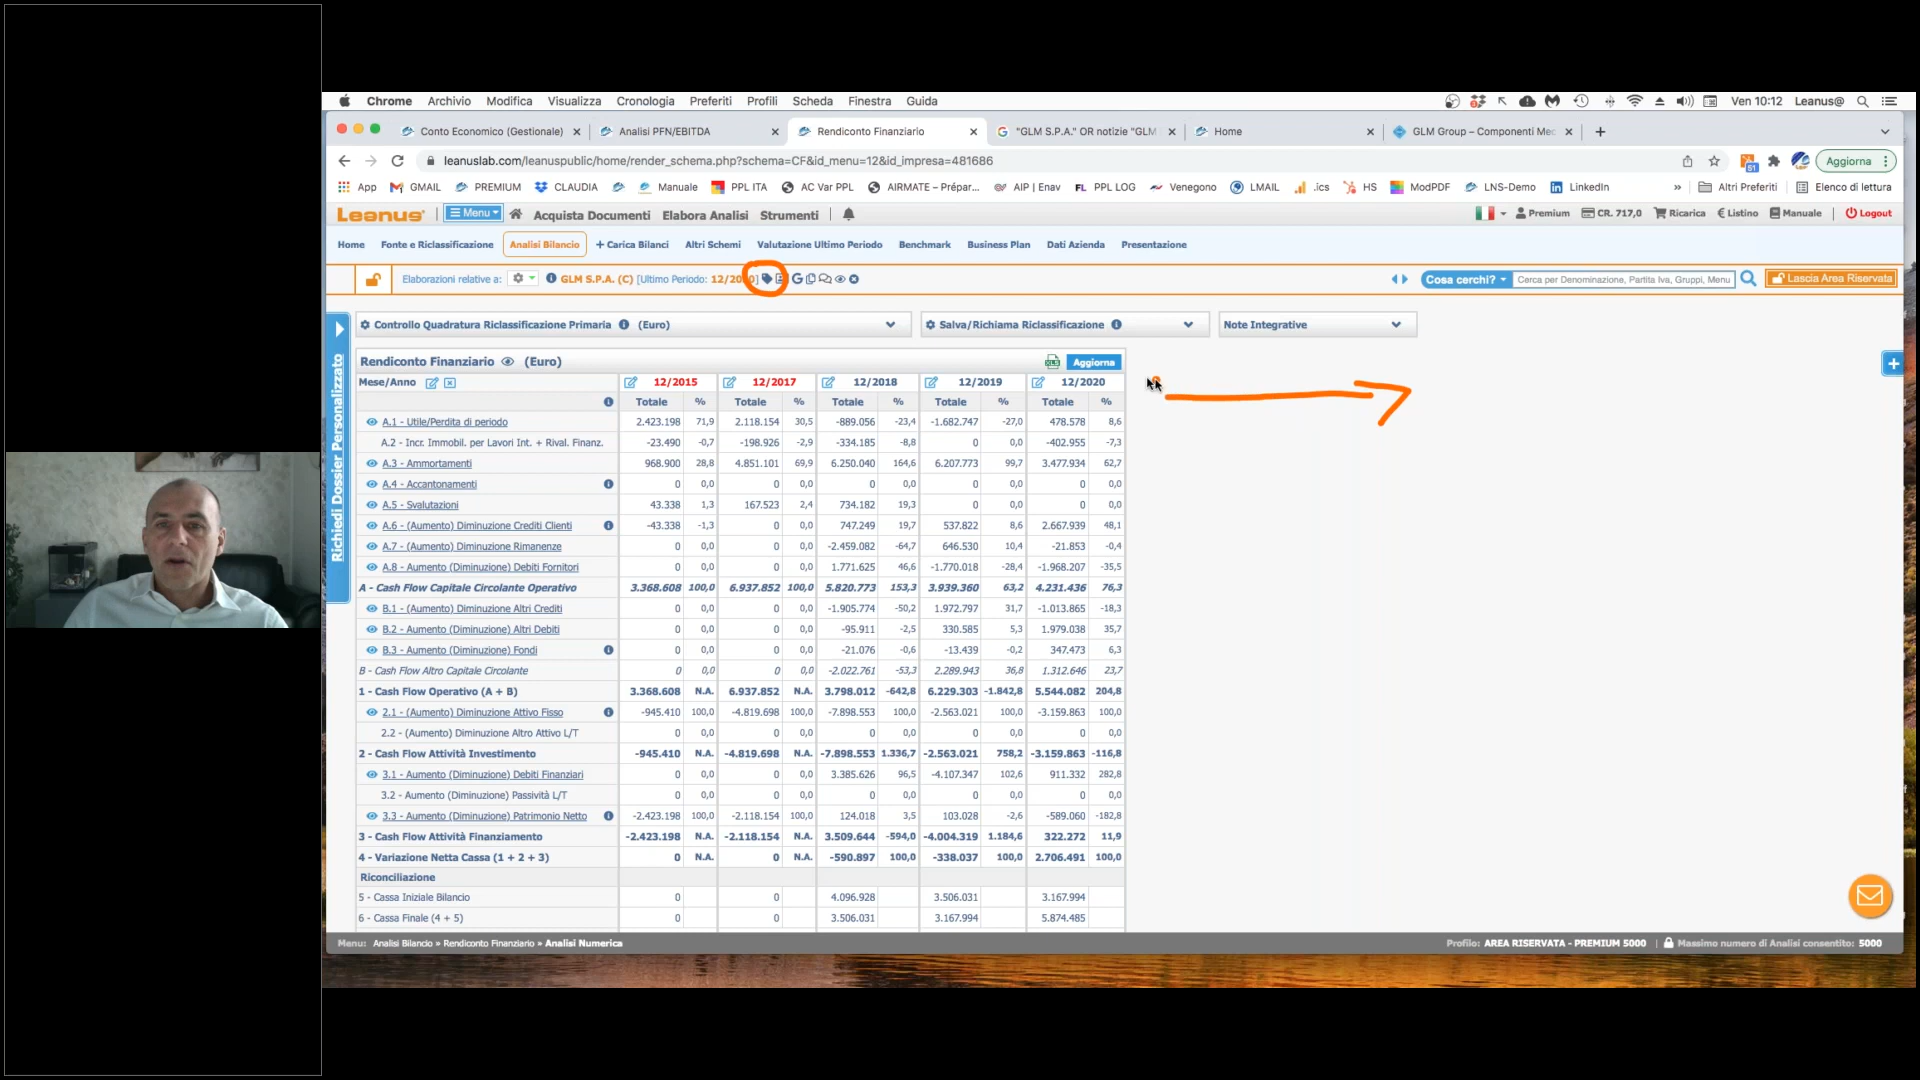 Chrome Archivio Modifica Visualizza Cronologia Preferiti Profili Scheda Finestra Guida Ven 10:12 Leanus@
Conto Economico (Gestionale) Analisi PFN/EBITDA Rendiconto Finanziario "GLM S.P.A." OR notizie "GLM Home GLM Group – Componenti Mec
leanuslab.com/leanuspublic/home/render_schema.php?schema=CF&id_menu=12&id_impresa=481686 Aggiorna
App GMAIL PREMIUM CLAUDIA Manuale PPL ITA AC Var PPL AIRMATE – Prépar... AIP | Enav FL PPL LOG Venegono LMAIL .ics HS ModPDF LNS-Demo LinkedIn » Altri Preferiti Elenco di lettura
Leanus Menu Acquista Documenti Elabora Analisi Strumenti Premium CR. 717,0 Ricarica € Listino Manuale Logout
Home Fonte e Riclassificazione Analisi Bilancio + Carica Bilanci Altri Schemi Valutazione Ultimo Periodo Benchmark Business Plan Dati Azienda Presentazione
Elaborazioni relative a: GLM S.P.A. (C) [Ultimo Periodo: 12/20 Cosa cerchi? Cerca per Denominazione, Partita Iva, Gruppi, Menu Lascia Area Riservata
Richiedi Dossier Personalizzato
Controllo Quadratura Riclassificazione Primaria (Euro) Salva/Richiama Riclassificazione Note Integrative
Rendiconto Finanziario (Euro) XLS Aggiorna
Mese/Anno 12/2015 12/2017 12/2018 12/2019 12/2020
Totale % Totale % Totale % Totale % Totale %
A.1 - Utile/Perdita di periodo 2.423.198 71,9 2.118.154 30,5 -889.056 -23,4 -1.682.747 -27,0 478.578 8,6
A.2 - Incr. Immobil. per Lavori Int. + Rival. Finanz. -23.490 -0,7 -198.926 -2,9 -334.185 -8,8 0 0,0 -402.955 -7,3
A.3 - Ammortamenti 968.900 28,8 4.851.101 69,9 6.250.040 164,6 6.207.773 99,7 3.477.934 62,7
A.4 - Accantonamenti 0 0,0 0 0,0 0 0,0 0 0,0 0 0,0
A.5 - Svalutazioni 43.338 1,3 167.523 2,4 734.182 19,3 0 0,0 0 0,0
A.6 - (Aumento) Diminuzione Crediti Clienti -43.338 -1,3 0 0,0 747.249 19,7 537.822 8,6 2.667.939 48,1
A.7 - (Aumento) Diminuzione Rimanenze 0 0,0 0 0,0 -2.459.082 -64,7 646.530 10,4 -21.853 -0,4
A.8 - Aumento (Diminuzione) Debiti Fornitori 0 0,0 0 0,0 1.771.625 46,6 -1.770.018 -28,4 -1.968.207 -35,5
A - Cash Flow Capitale Circolante Operativo 3.368.608 100,0 6.937.852 100,0 5.820.773 153,3 3.939.360 63,2 4.231.436 76,3
B.1 - (Aumento) Diminuzione Altri Crediti 0 0,0 0 0,0 -1.905.774 -50,2 1.972.797 31,7 -1.013.865 -18,3
B.2 - Aumento (Diminuzione) Altri Debiti 0 0,0 0 0,0 -95.911 -2,5 330.585 5,3 1.979.038 35,7
B.3 - Aumento (Diminuzione) Fondi 0 0,0 0 0,0 -21.076 -0,6 -13.439 -0,2 347.473 6,3
B - Cash Flow Altro Capitale Circolante 0 0,0 0 0,0 -2.022.761 -53,3 2.289.943 36,8 1.312.646 23,7
1 - Cash Flow Operativo (A + B) 3.368.608 N.A. 6.937.852 N.A. 3.798.012 -642,8 6.229.303 -1.842,8 5.544.082 204,8
2.1 - (Aumento) Diminuzione Attivo Fisso -945.410 100,0 -4.819.698 100,0 -7.898.553 100,0 -2.563.021 100,0 -3.159.863 100,0
2.2 - (Aumento) Diminuzione Altro Attivo L/T 0 0,0 0 0,0 0 0,0 0 0,0 0 0,0
2 - Cash Flow Attività Investimento -945.410 N.A. -4.819.698 N.A. -7.898.553 1.336,7 -2.563.021 758,2 -3.159.863 -116,8
3.1 - Aumento (Diminuzione) Debiti Finanziari 0 0,0 0 0,0 3.385.626 96,5 -4.107.347 102,6 911.332 282,8
3.2 - Aumento (Diminuzione) Passività L/T 0 0,0 0 0,0 0 0,0 0 0,0 0 0,0
3.3 - Aumento (Diminuzione) Patrimonio Netto -2.423.198 100,0 -2.118.154 100,0 124.018 3,5 103.028 -2,6 -589.060 -182,8
3 - Cash Flow Attività Finanziamento -2.423.198 N.A. -2.118.154 N.A. 3.509.644 -594,0 -4.004.319 1.184,6 322.272 11,9
4 - Variazione Netta Cassa (1 + 2 + 3) 0 N.A. 0 N.A. -590.897 100,0 -338.037 100,0 2.706.491 100,0
Riconciliazione
5 - Cassa Iniziale Bilancio 0 0 4.096.928 3.506.031 3.167.994
6 - Cassa Finale (4 + 5) 0 0 3.506.031 3.167.994 5.874.485
Menu: Analisi Bilancio » Rendiconto Finanziario » Analisi Numerica Profilo: AREA RISERVATA - PREMIUM 5000 | Massimo numero di Analisi consentito: 5000